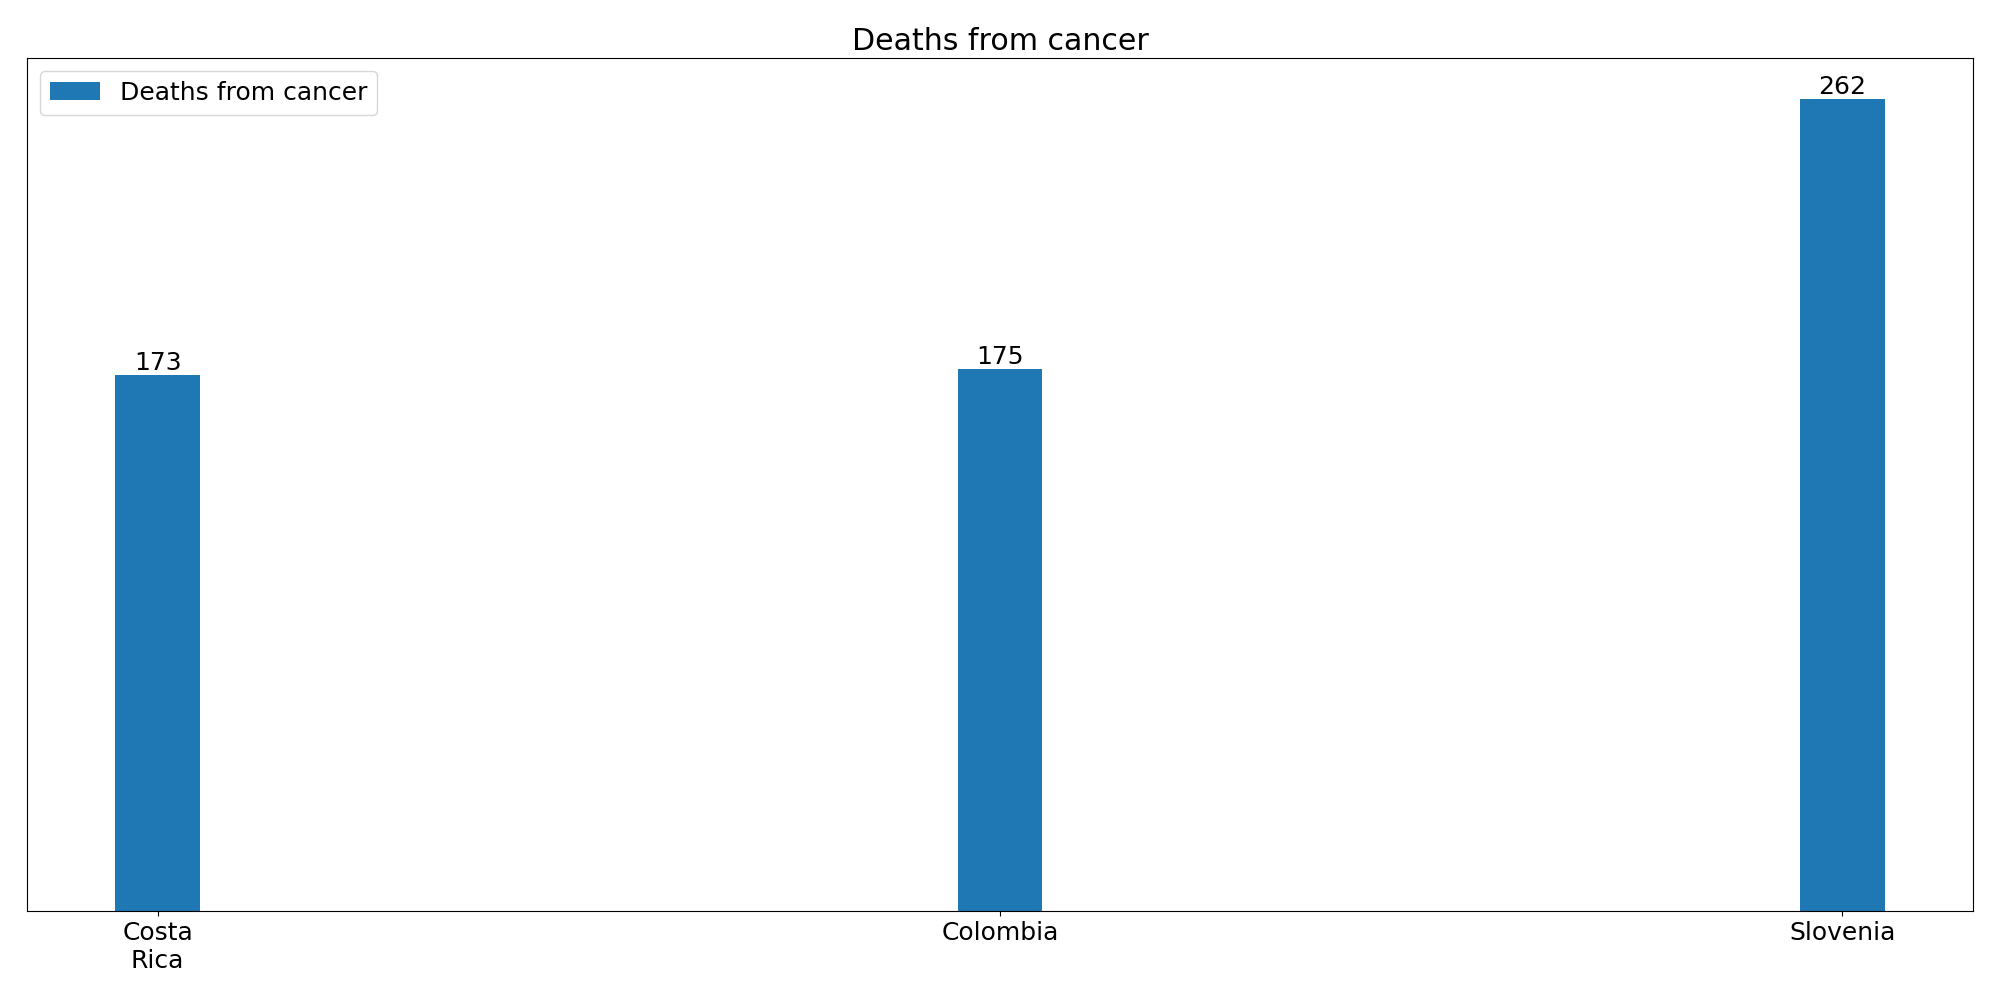 Deaths from cancer
Deaths from cancer
262
175
173
Costa
Rica
Colombia
Slovenia